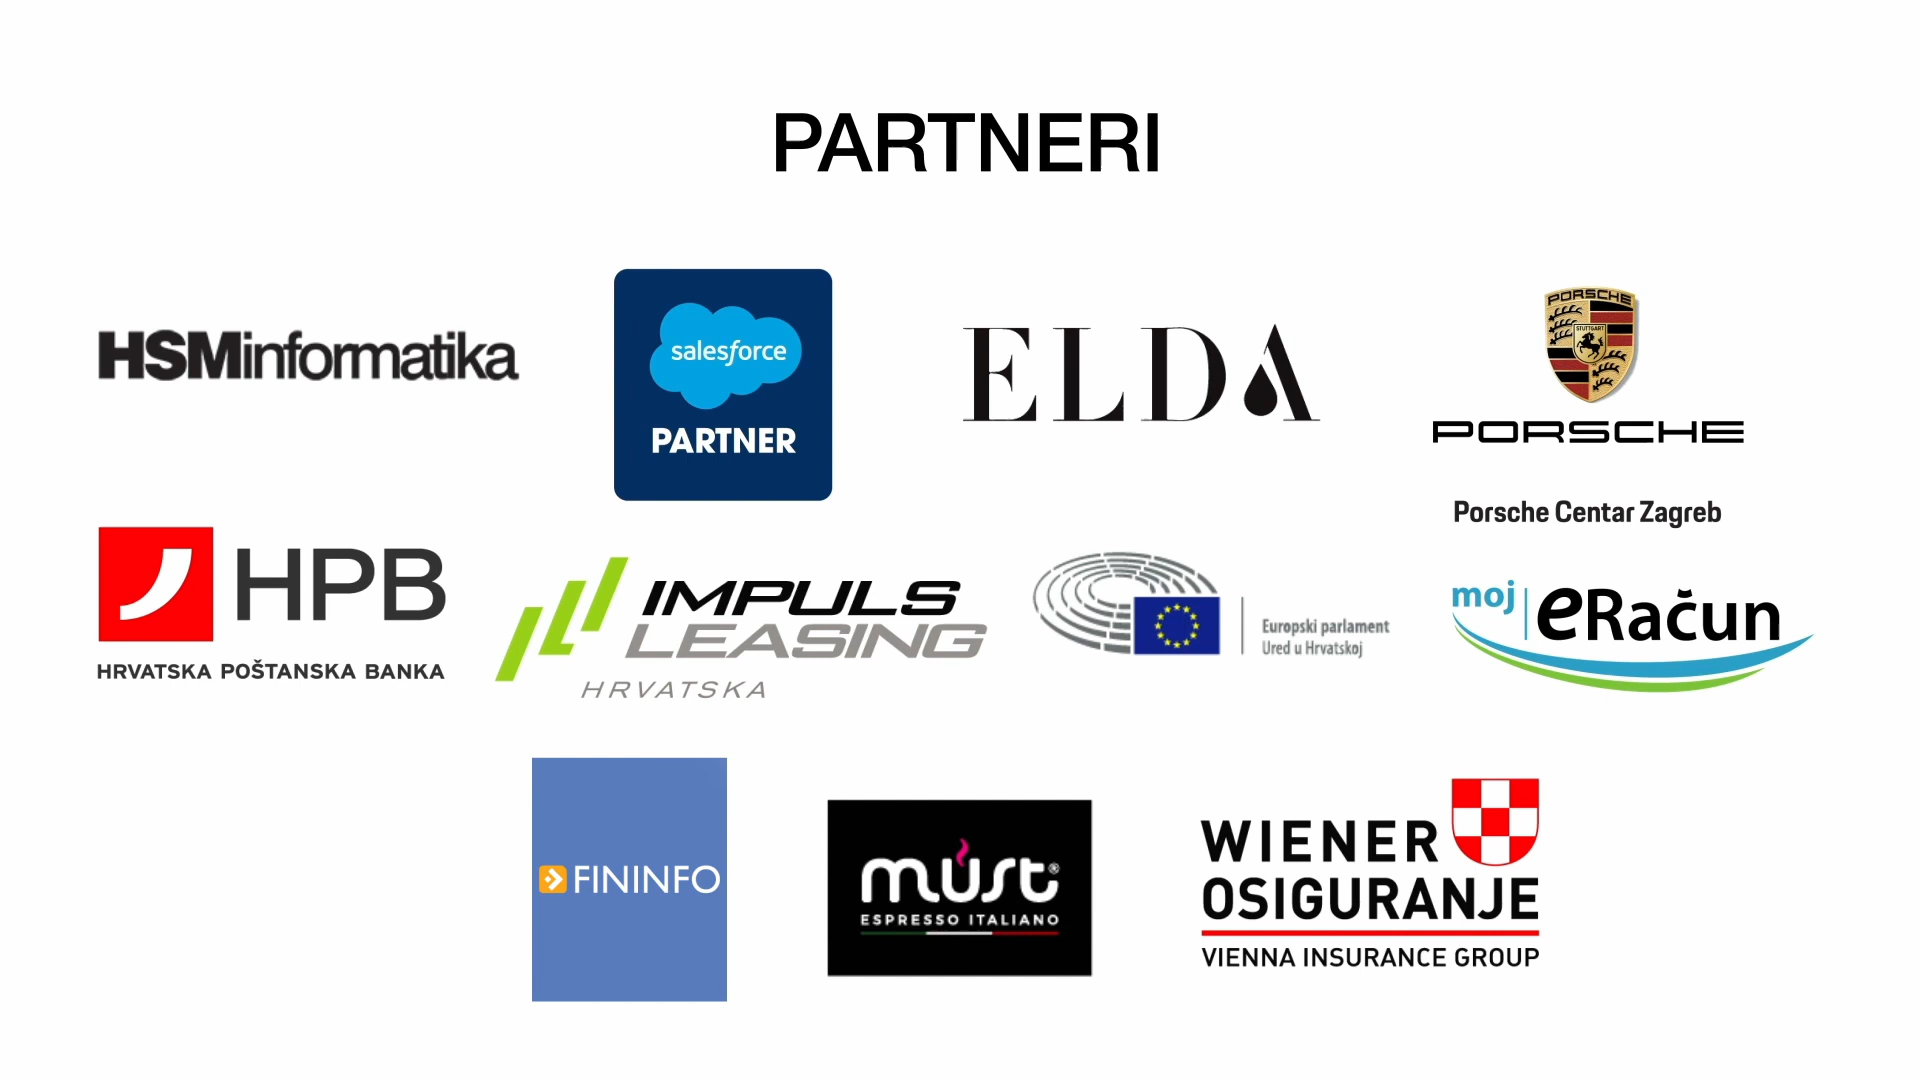 PARTNERI
HSMinformatika
salesforce
PARTNER
ELDA
PORSCHE
STUTTGART
PORSCHE
Porsche Centar Zagreb
HPB
HRVATSKA POŠTANSKA BANKA
IMPULS
LEASING
HRVATSKA
Europski parlament
Ured u Hrvatskoj
moj eRačun
FININFO
must®
ESPRESSO ITALIANO
WIENER
OSIGURANJE
VIENNA INSURANCE GROUP